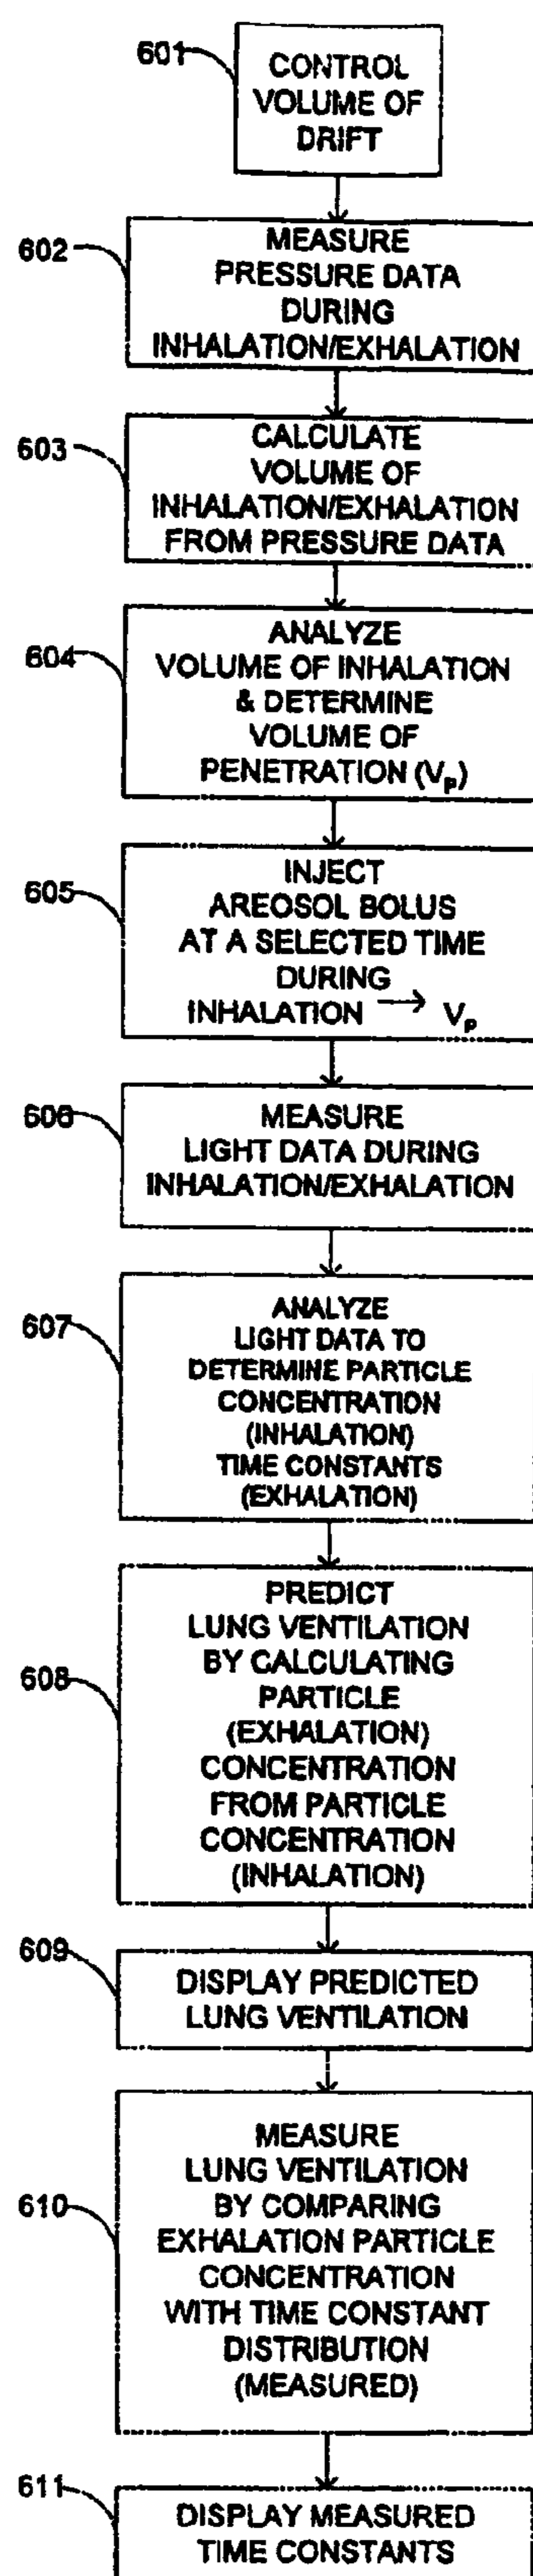 601
CONTROL
VOLUME OF
DRIFT
602
MEASURE
PRESSURE DATA
DURING
INHALATION/EXHALATION
603
CALCULATE
VOLUME OF
INHALATION/EXHALATION
FROM PRESSURE DATA
604
ANALYZE
VOLUME OF INHALATION
& DETERMINE
VOLUME OF
PENETRATION (Vp)
605
INJECT
AREOSOL BOLUS
AT A SELECTED TIME
DURING
INHALATION → Vp
606
MEASURE
LIGHT DATA DURING
INHALATION/EXHALATION
607
ANALYZE
LIGHT DATA TO
DETERMINE PARTICLE
CONCENTRATION
(INHALATION)
TIME CONSTANTS
(EXHALATION)
608
PREDICT
LUNG VENTILATION
BY CALCULATING
PARTICLE
(EXHALATION)
CONCENTRATION
FROM PARTICLE
CONCENTRATION
(INHALATION)
609
DISPLAY PREDICTED
LUNG VENTILATION
610
MEASURE
LUNG VENTILATION
BY COMPARING
EXHALATION PARTICLE
CONCENTRATION
WITH TIME CONSTANT
DISTRIBUTION
(MEASURED)
611
DISPLAY MEASURED
TIME CONSTANTS